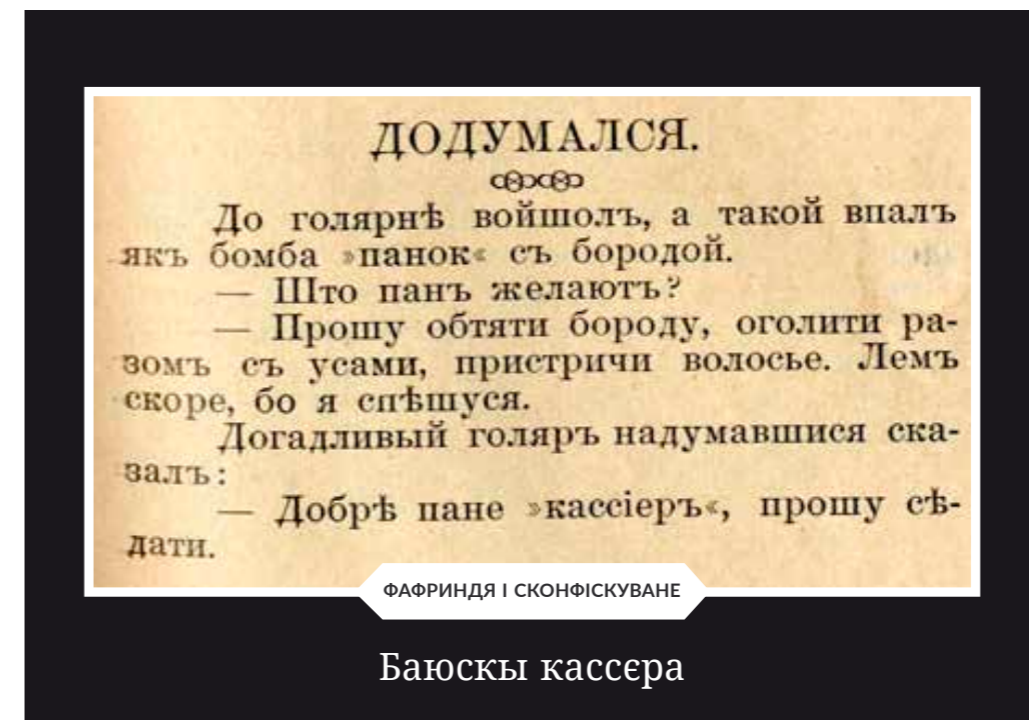 ДОДУМАЛСЯ.
До голярнѣ войшолъ, а такой впалъ
якъ бомба »панок« съ бородой.
— Што панъ желаютъ?
— Прошу обтяти бороду, оголити ра-
зомъ съ усами, пристричи волосье. Лемъ
скоре, бо я спѣшуся.
Догадливый голяръ надумавшися ска-
залъ:
— Добрѣ пане »кассіеръ«, прошу сѣ-
дати.
ФАФРИНДЯ І СКОНФІСКУВАНЕ
Баюскы кассєра